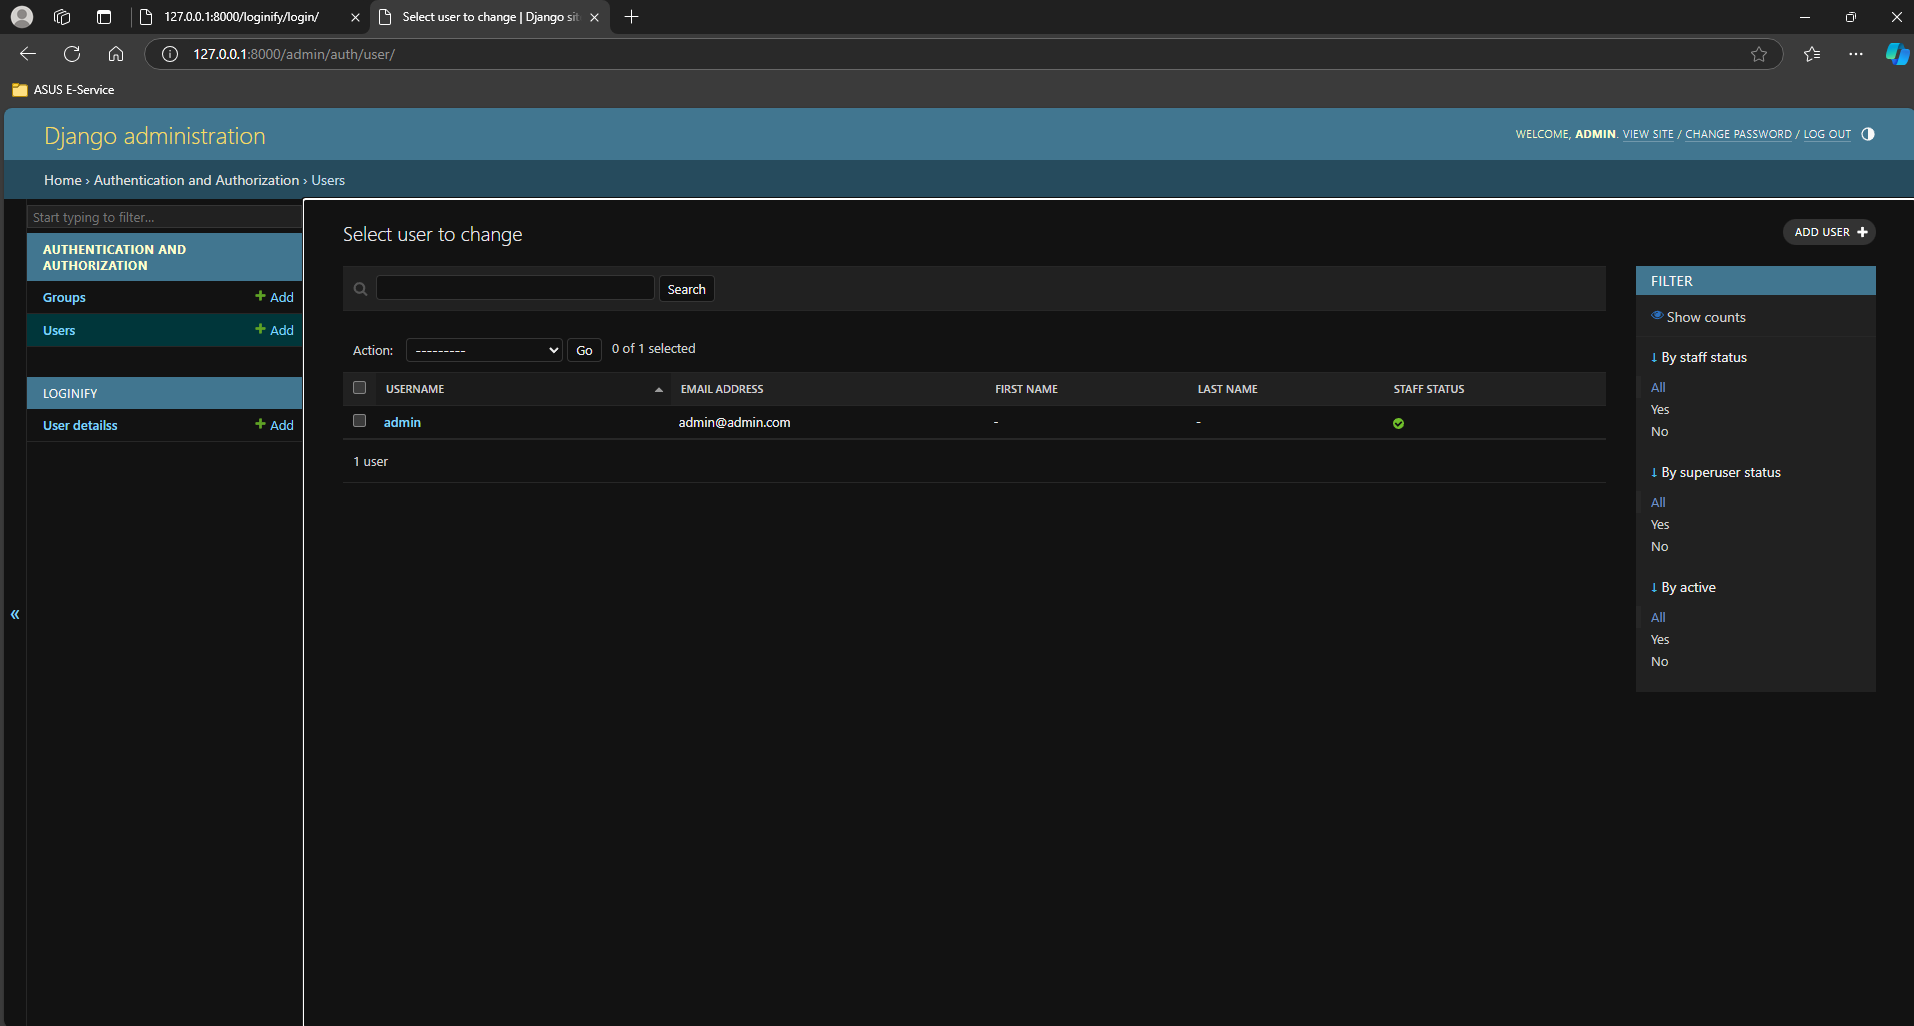 127.0.0.1:8000/loginify/login/
Select user to change | Django sit
127.0.0.1:8000/admin/auth/user/
ASUS E-Service
Django administration
WELCOME, ADMIN. VIEW SITE / CHANGE PASSWORD / LOG OUT
Home › Authentication and Authorization › Users
Start typing to filter...
AUTHENTICATION AND
AUTHORIZATION
Groups + Add
Users + Add
LOGINIFY
User detailss + Add
«
Select user to change
ADD USER +
Search
Action: --------- Go 0 of 1 selected
USERNAME EMAIL ADDRESS FIRST NAME LAST NAME STAFF STATUS
admin admin@admin.com - -
1 user
FILTER
Show counts
↓ By staff status
All
Yes
No
↓ By superuser status
All
Yes
No
↓ By active
All
Yes
No